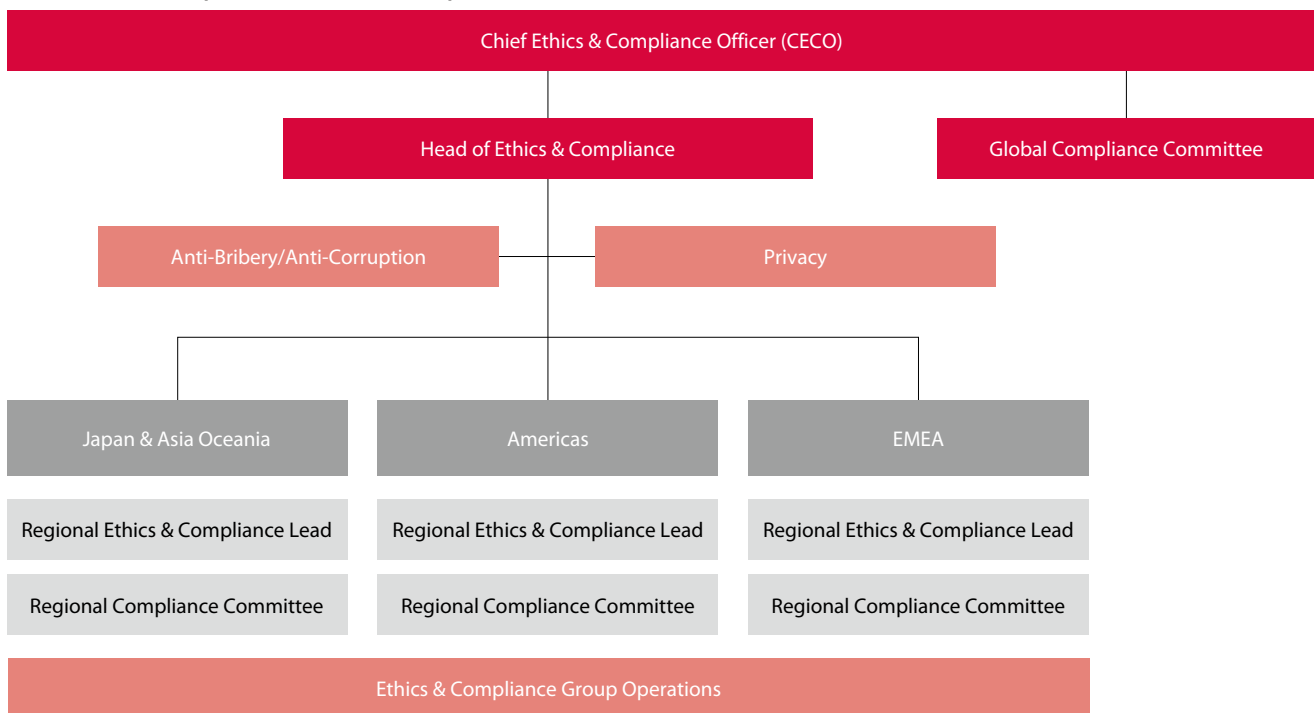 Chief Ethics & Compliance Officer (CECO)
Head of Ethics & Compliance
Global Compliance Committee
Anti-Bribery/Anti-Corruption
Privacy
Japan & Asia Oceania
Americas
EMEA
Regional Ethics & Compliance Lead
Regional Ethics & Compliance Lead
Regional Ethics & Compliance Lead
Regional Compliance Committee
Regional Compliance Committee
Regional Compliance Committee
Ethics & Compliance Group Operations